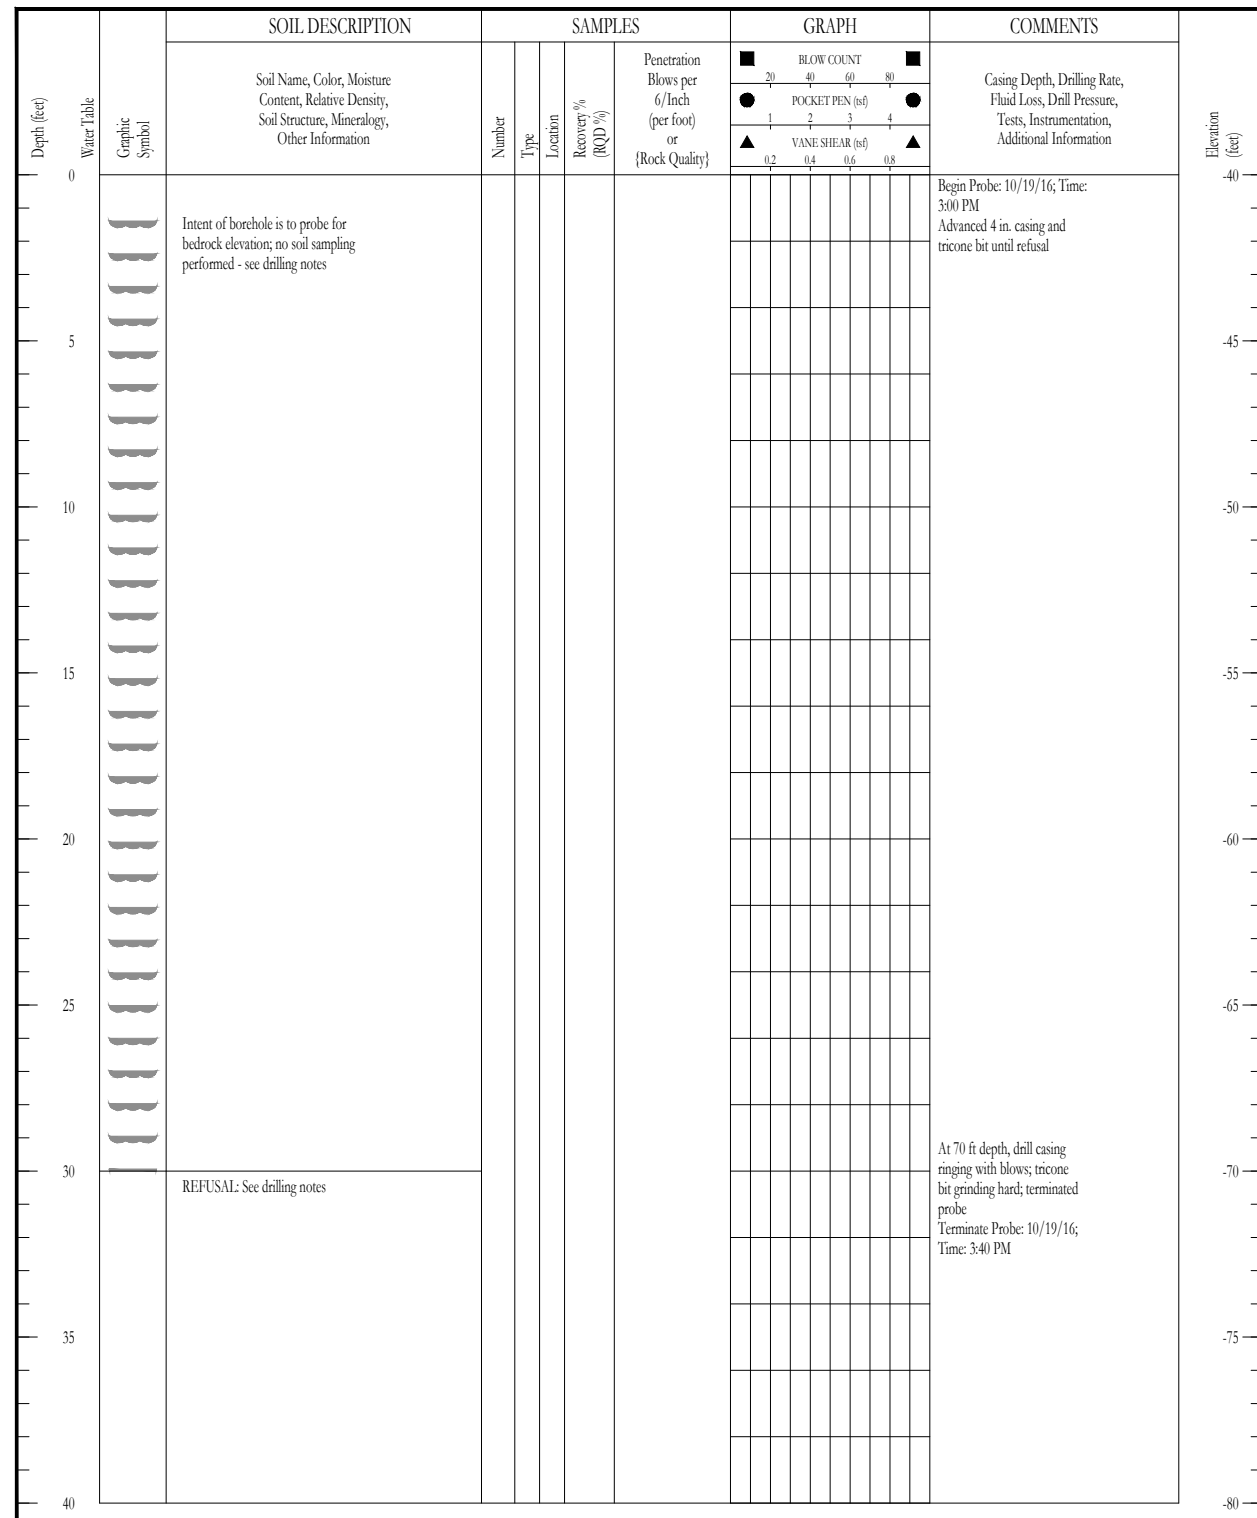 SOIL DESCRIPTION
SAMPLES
GRAPH
COMMENTS
Depth (feet)
Water Table
Graphic
Symbol
Soil Name, Color, Moisture
Content, Relative Density,
Soil Structure, Mineralogy,
Other Information
Number
Type
Location
Recovery %
(RQD %)
Penetration
Blows per
6/Inch
(per foot)
or
{Rock Quality}
BLOW COUNT
20 40 60 80
POCKET PEN (tsf)
1 2 3 4
VANE SHEAR (tsf)
0.2 0.4 0.6 0.8
Casing Depth, Drilling Rate,
Fluid Loss, Drill Pressure,
Tests, Instrumentation,
Additional Information
Elevation
(feet)
0
-40
Begin Probe: 10/19/16; Time:
3:00 PM
Advanced 4 in. casing and
tricone bit until refusal
Intent of borehole is to probe for
bedrock elevation; no soil sampling
performed - see drilling notes
5
-45
10
-50
15
-55
20
-60
25
-65
30
-70
REFUSAL: See drilling notes
At 70 ft depth, drill casing
ringing with blows; tricone
bit grinding hard; terminated
probe
Terminate Probe: 10/19/16;
Time: 3:40 PM
35
-75
40
-80